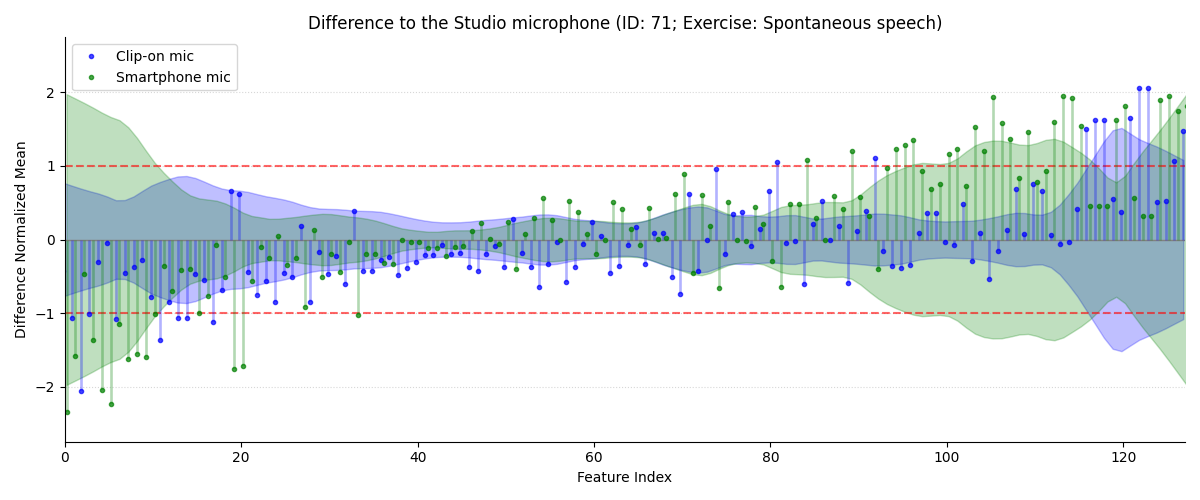 Difference to the Studio microphone (ID: 71; Exercise: Spontaneous speech)
Clip-on mic
Smartphone mic
Difference Normalized Mean
2
1
0
−1
−2
0 20 40 60 80 100 120
Feature Index